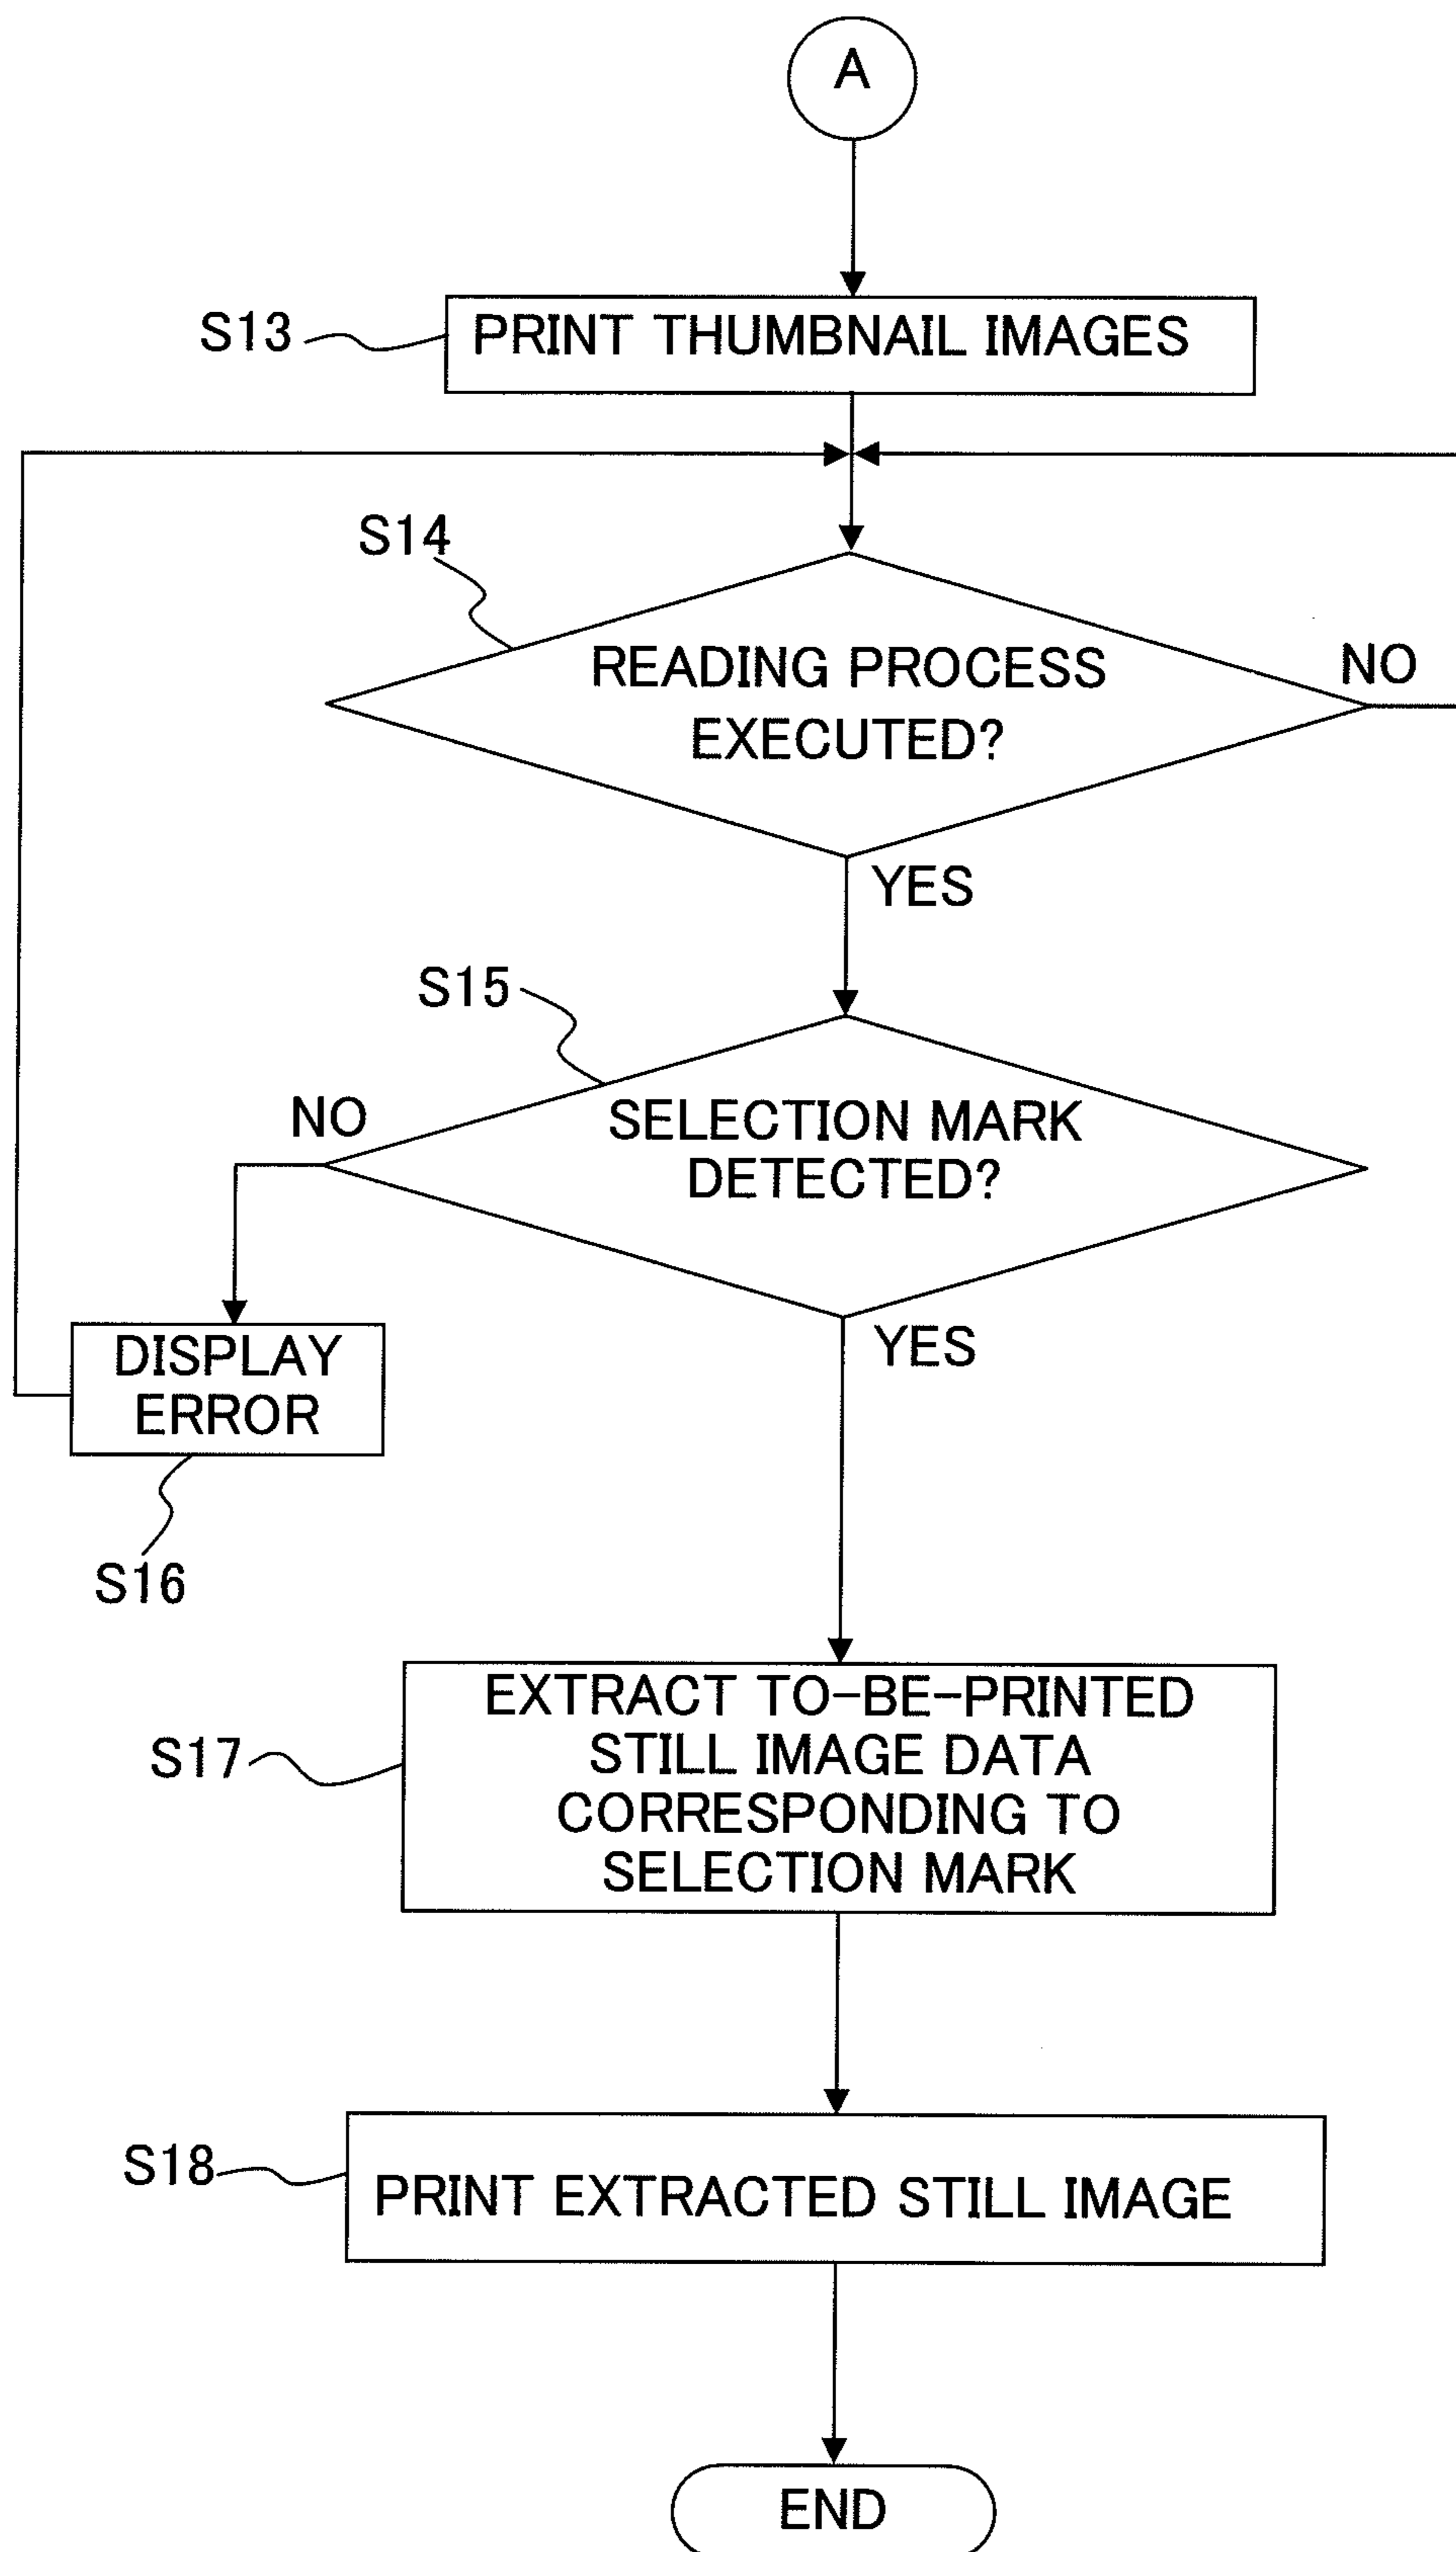 A
S13
PRINT THUMBNAIL IMAGES
S14
READING PROCESS
EXECUTED?
NO
YES
S15
SELECTION MARK
DETECTED?
NO
YES
DISPLAY
ERROR
S16
S17
EXTRACT TO-BE-PRINTED
STILL IMAGE DATA
CORRESPONDING TO
SELECTION MARK
S18
PRINT EXTRACTED STILL IMAGE
END